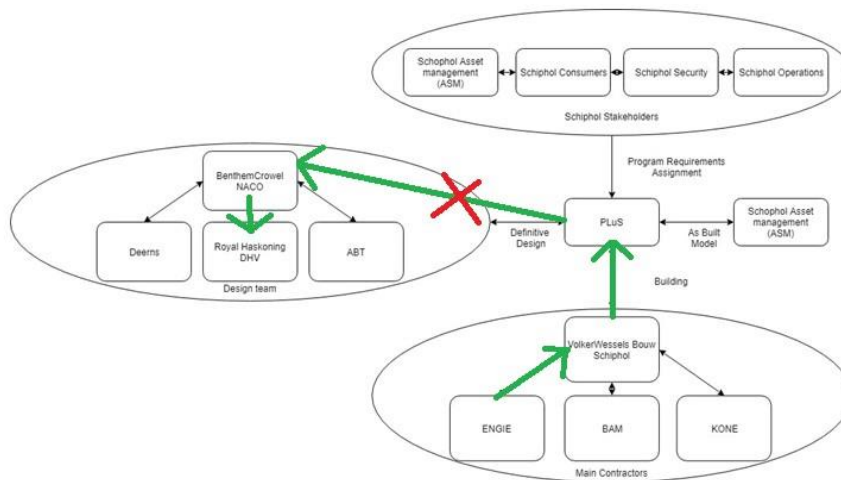 Schophol Asset
management
(ASM)
Schiphol Consumers
Schiphol Security
Schiphol Operations
Schiphol Stakeholders
Program Requirements
Assignment
BenthemCrowel
NACO
Deerns
Royal Haskoning
DHV
ABT
Design team
Definitive
Design
PLuS
As Built
Model
Schophol Asset
management
(ASM)
Building
VolkerWessels Bouw
Schiphol
ENGIE
BAM
KONE
Main Contractors